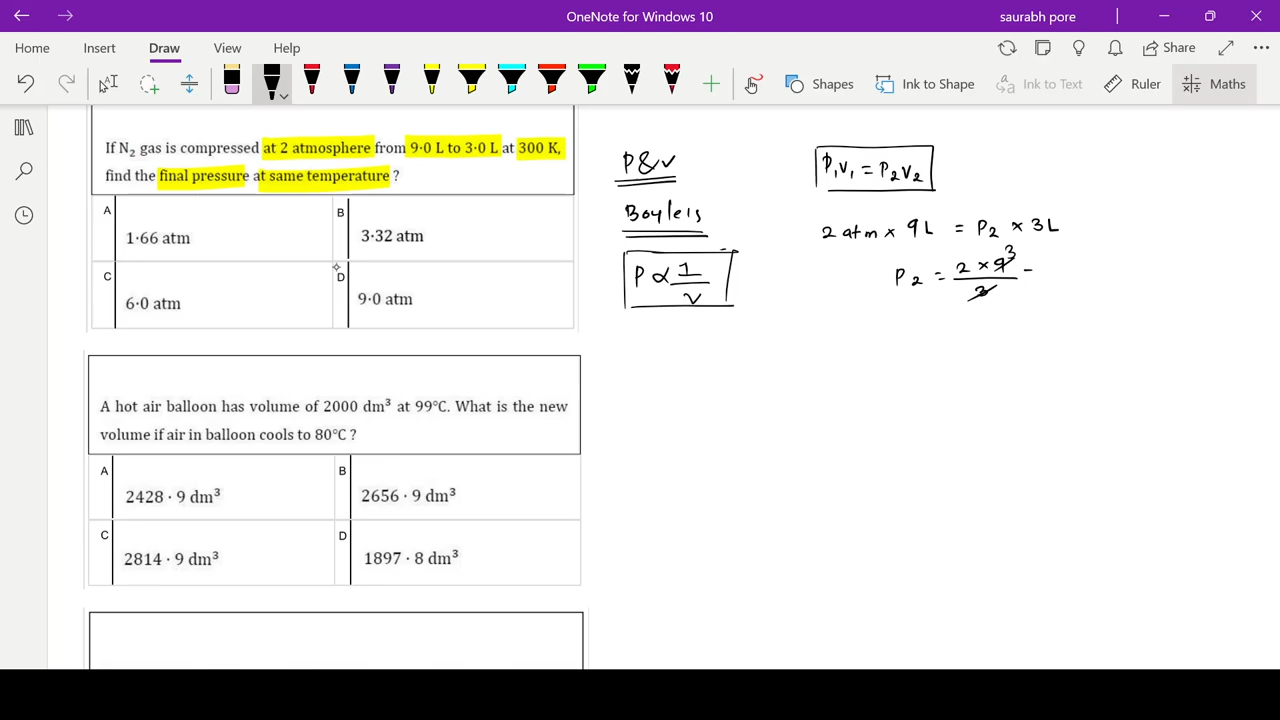 OneNote for Windows 10
saurabh pore
Home Insert Draw View Help
Share
Shapes Ink to Shape Ink to Text Ruler Maths
If N₂ gas is compressed at 2 atmosphere from 9·0 L to 3·0 L at 300 K,
find the final pressure at same temperature ?
A 1·66 atm
B 3·32 atm
C 6·0 atm
D 9·0 atm
P&V
Boyle's
P ∝ 1/V
P₁V₁ = P₂V₂
2 atm × 9L = P₂ × 3L
P₂ = 2 × 9 3 / 3 =
A hot air balloon has volume of 2000 dm³ at 99°C. What is the new
volume if air in balloon cools to 80°C ?
A 2428 · 9 dm³
B 2656 · 9 dm³
C 2814 · 9 dm³
D 1897 · 8 dm³